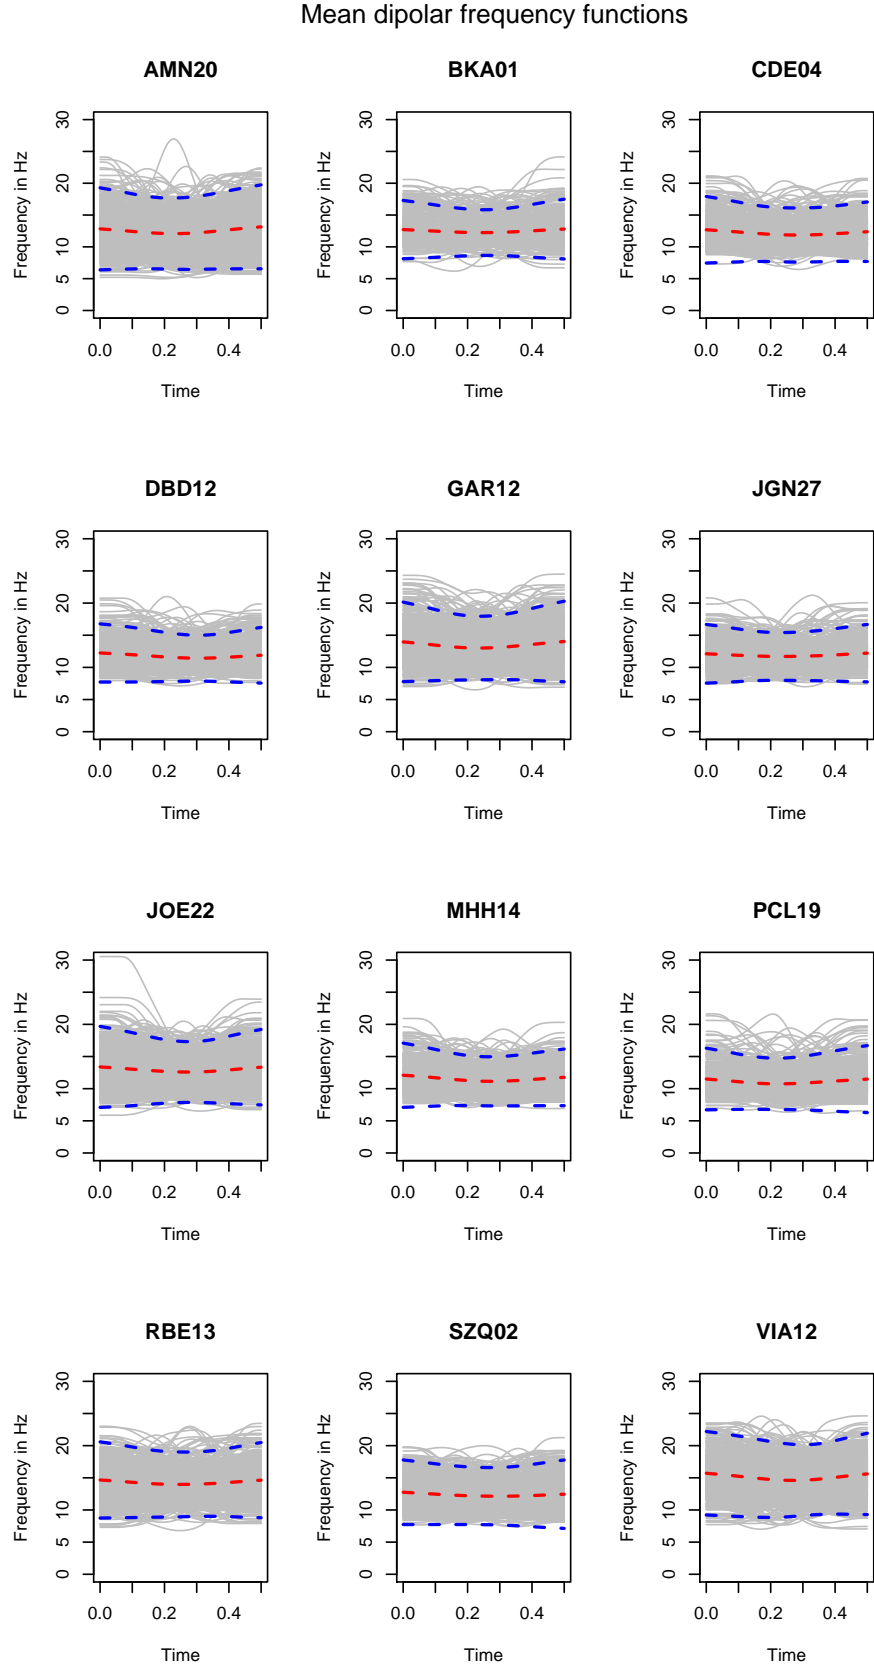 Mean dipolar frequency functions
AMN20 BKA01 CDE04
Frequency in Hz Frequency in Hz Frequency in Hz
30 30 30
20 20 20
10 10 10
5 5 5
0 0 0
0.0 0.2 0.4 0.0 0.2 0.4 0.0 0.2 0.4
Time Time Time
DBD12 GAR12 JGN27
Frequency in Hz Frequency in Hz Frequency in Hz
30 30 30
20 20 20
10 10 10
5 5 5
0 0 0
0.0 0.2 0.4 0.0 0.2 0.4 0.0 0.2 0.4
Time Time Time
JOE22 MHH14 PCL19
Frequency in Hz Frequency in Hz Frequency in Hz
30 30 30
20 20 20
10 10 10
5 5 5
0 0 0
0.0 0.2 0.4 0.0 0.2 0.4 0.0 0.2 0.4
Time Time Time
RBE13 SZQ02 VIA12
Frequency in Hz Frequency in Hz Frequency in Hz
30 30 30
20 20 20
10 10 10
5 5 5
0 0 0
0.0 0.2 0.4 0.0 0.2 0.4 0.0 0.2 0.4
Time Time Time